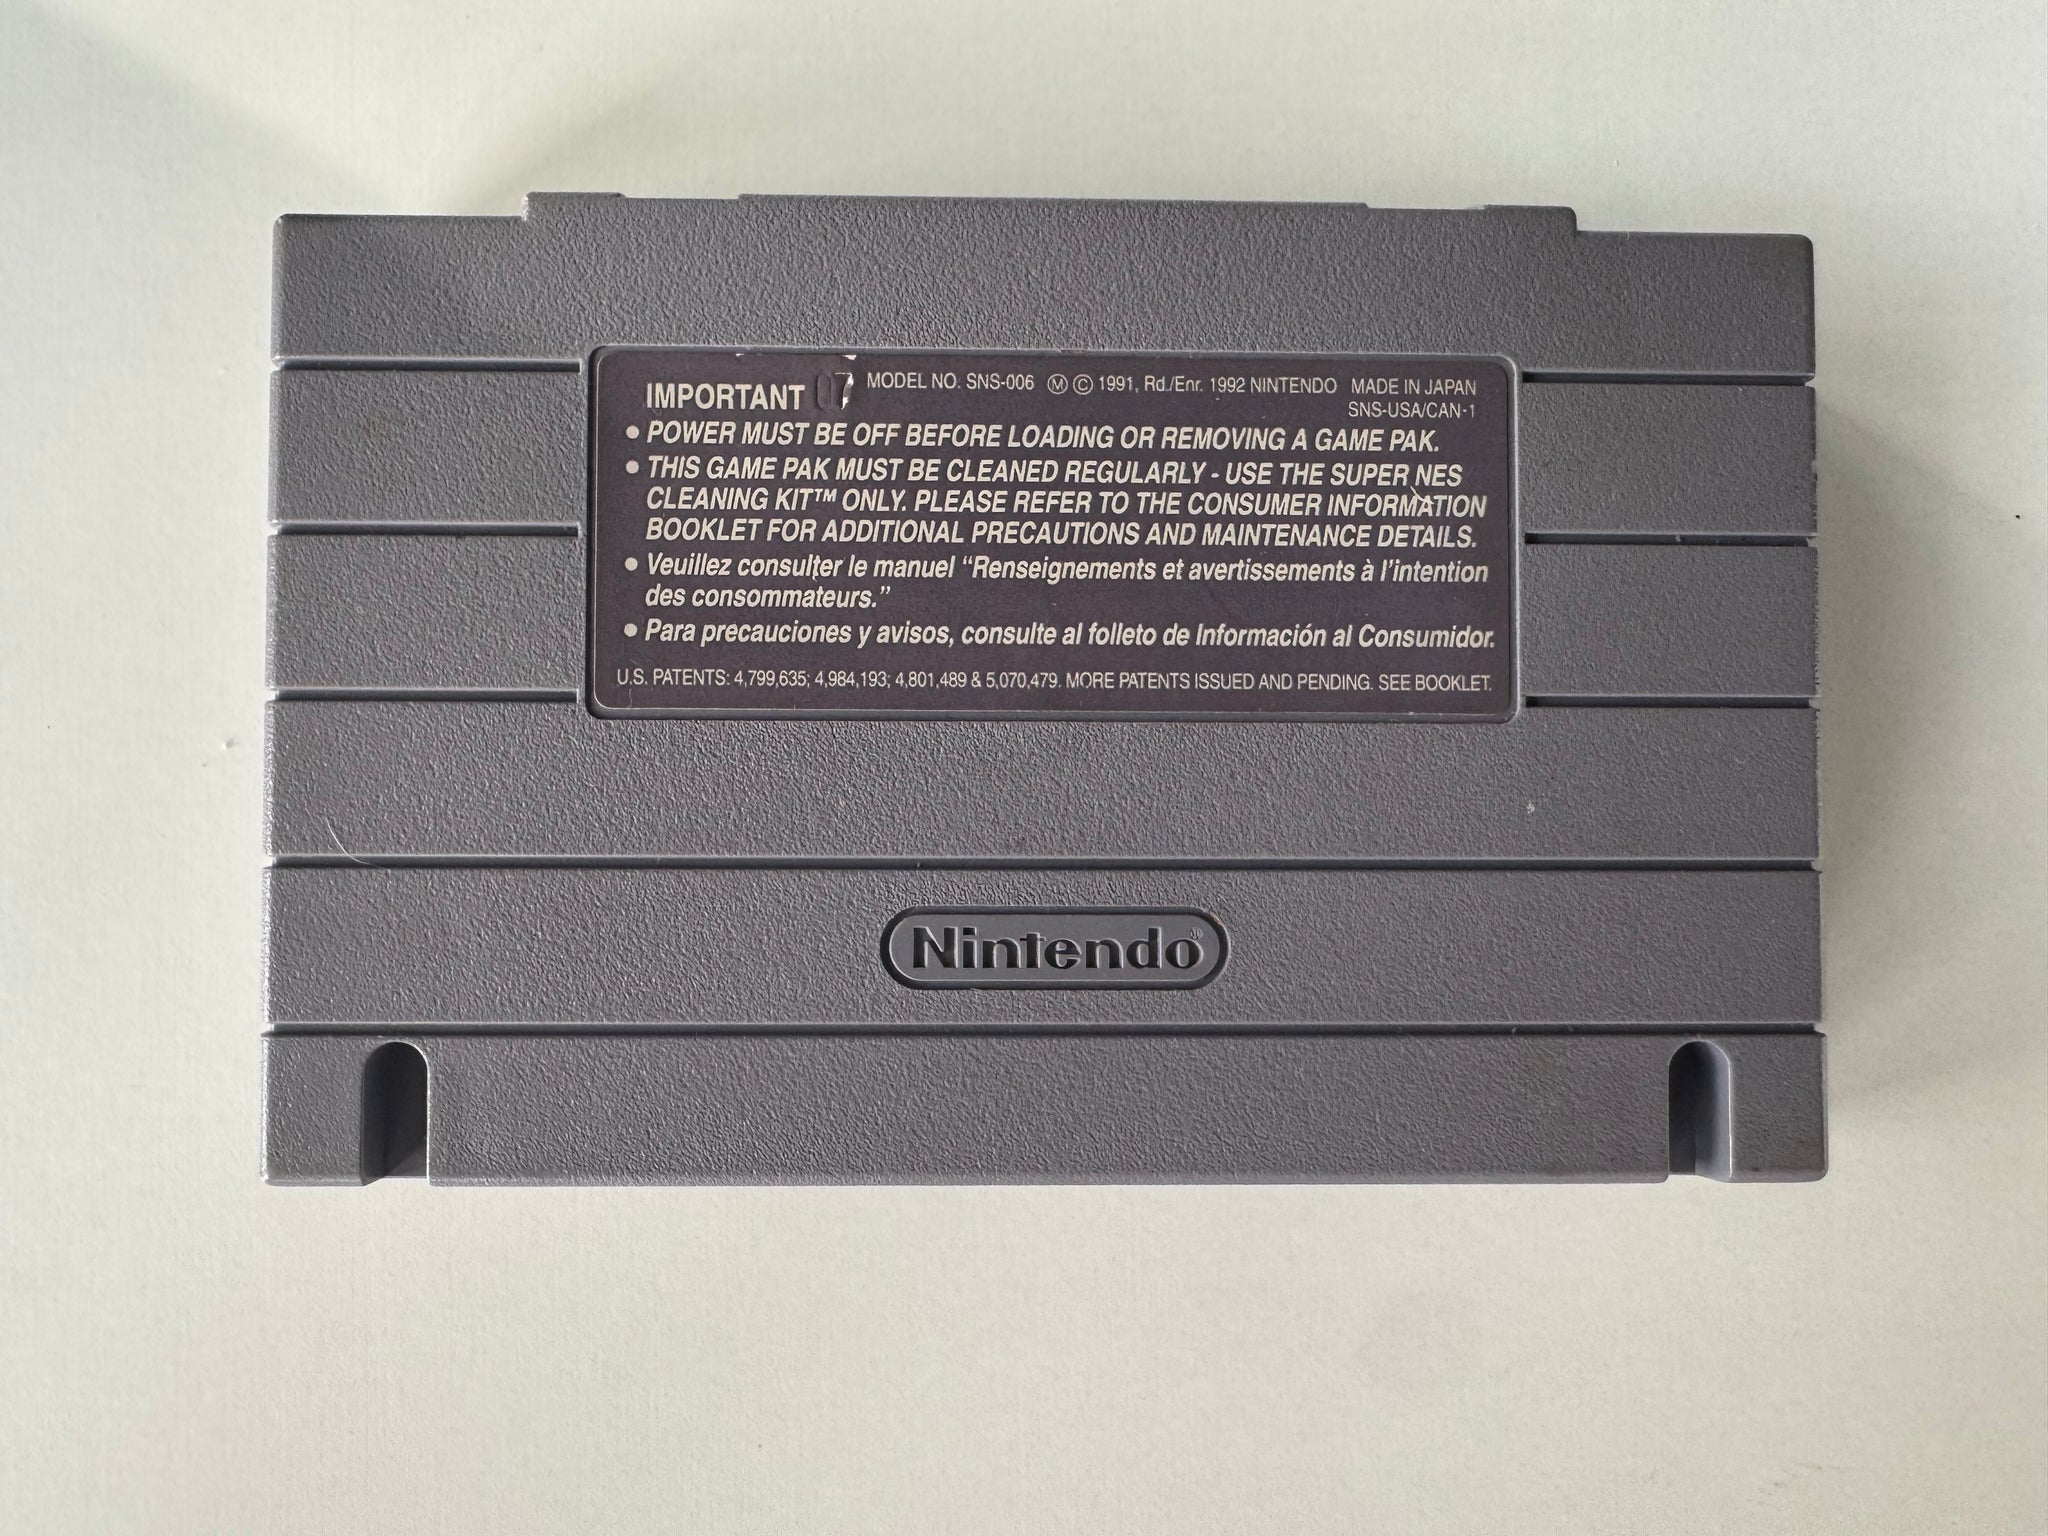 IMPORTANT 07 MODEL NO. SNS-006 Ⓜ © 1991, Rd./Enr. 1992 NINTENDO MADE IN JAPAN
SNS-USA/CAN-1
● POWER MUST BE OFF BEFORE LOADING OR REMOVING A GAME PAK.
● THIS GAME PAK MUST BE CLEANED REGULARLY - USE THE SUPER NES
CLEANING KIT™ ONLY. PLEASE REFER TO THE CONSUMER INFORMATION
BOOKLET FOR ADDITIONAL PRECAUTIONS AND MAINTENANCE DETAILS.
● Veuillez consulter le manuel “Renseignements et avertissements à l’intention
des consommateurs.”
● Para precauciones y avisos, consulte al folleto de Información al Consumidor.
U.S. PATENTS: 4,799,635; 4,984,193; 4,801,489 & 5,070,479. MORE PATENTS ISSUED AND PENDING. SEE BOOKLET.
Nintendo®